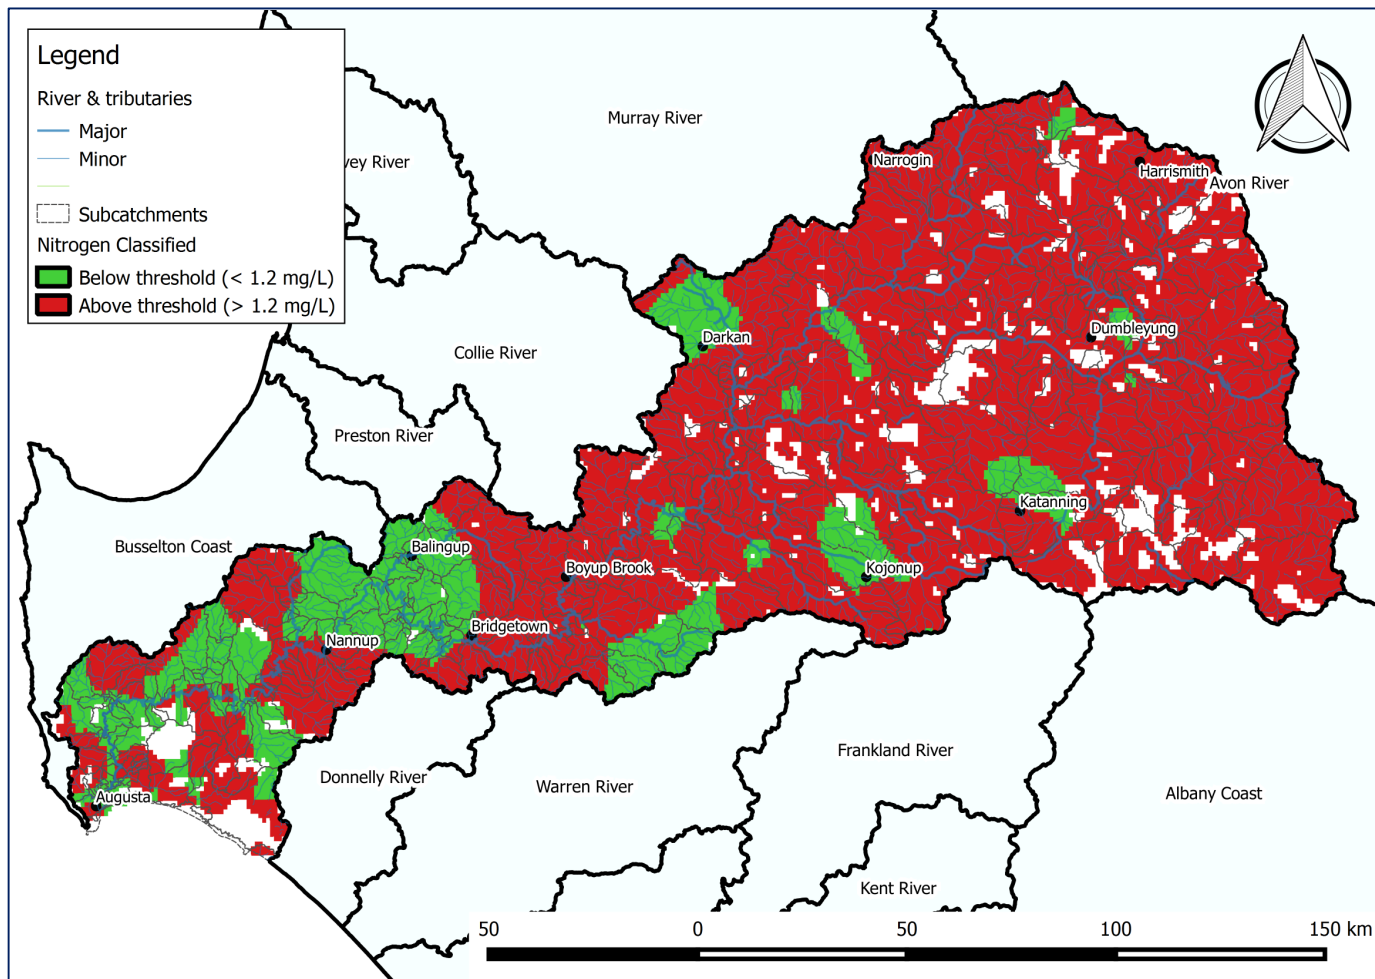 Legend
River & tributaries
Major
Minor
Subcatchments
Nitrogen Classified
Below threshold (< 1.2 mg/L)
Above threshold (> 1.2 mg/L)
Murray River
vey River
Narrogin
Harrismith
Avon River
Darkan
Dumbleyung
Collie River
Preston River
Katanning
Busselton Coast
Balingup
Boyup Brook
Kojonup
Bridgetown
Nannup
Frankland River
Donnelly River
Warren River
Albany Coast
Augusta
Kent River
50 0 50 100 150 km